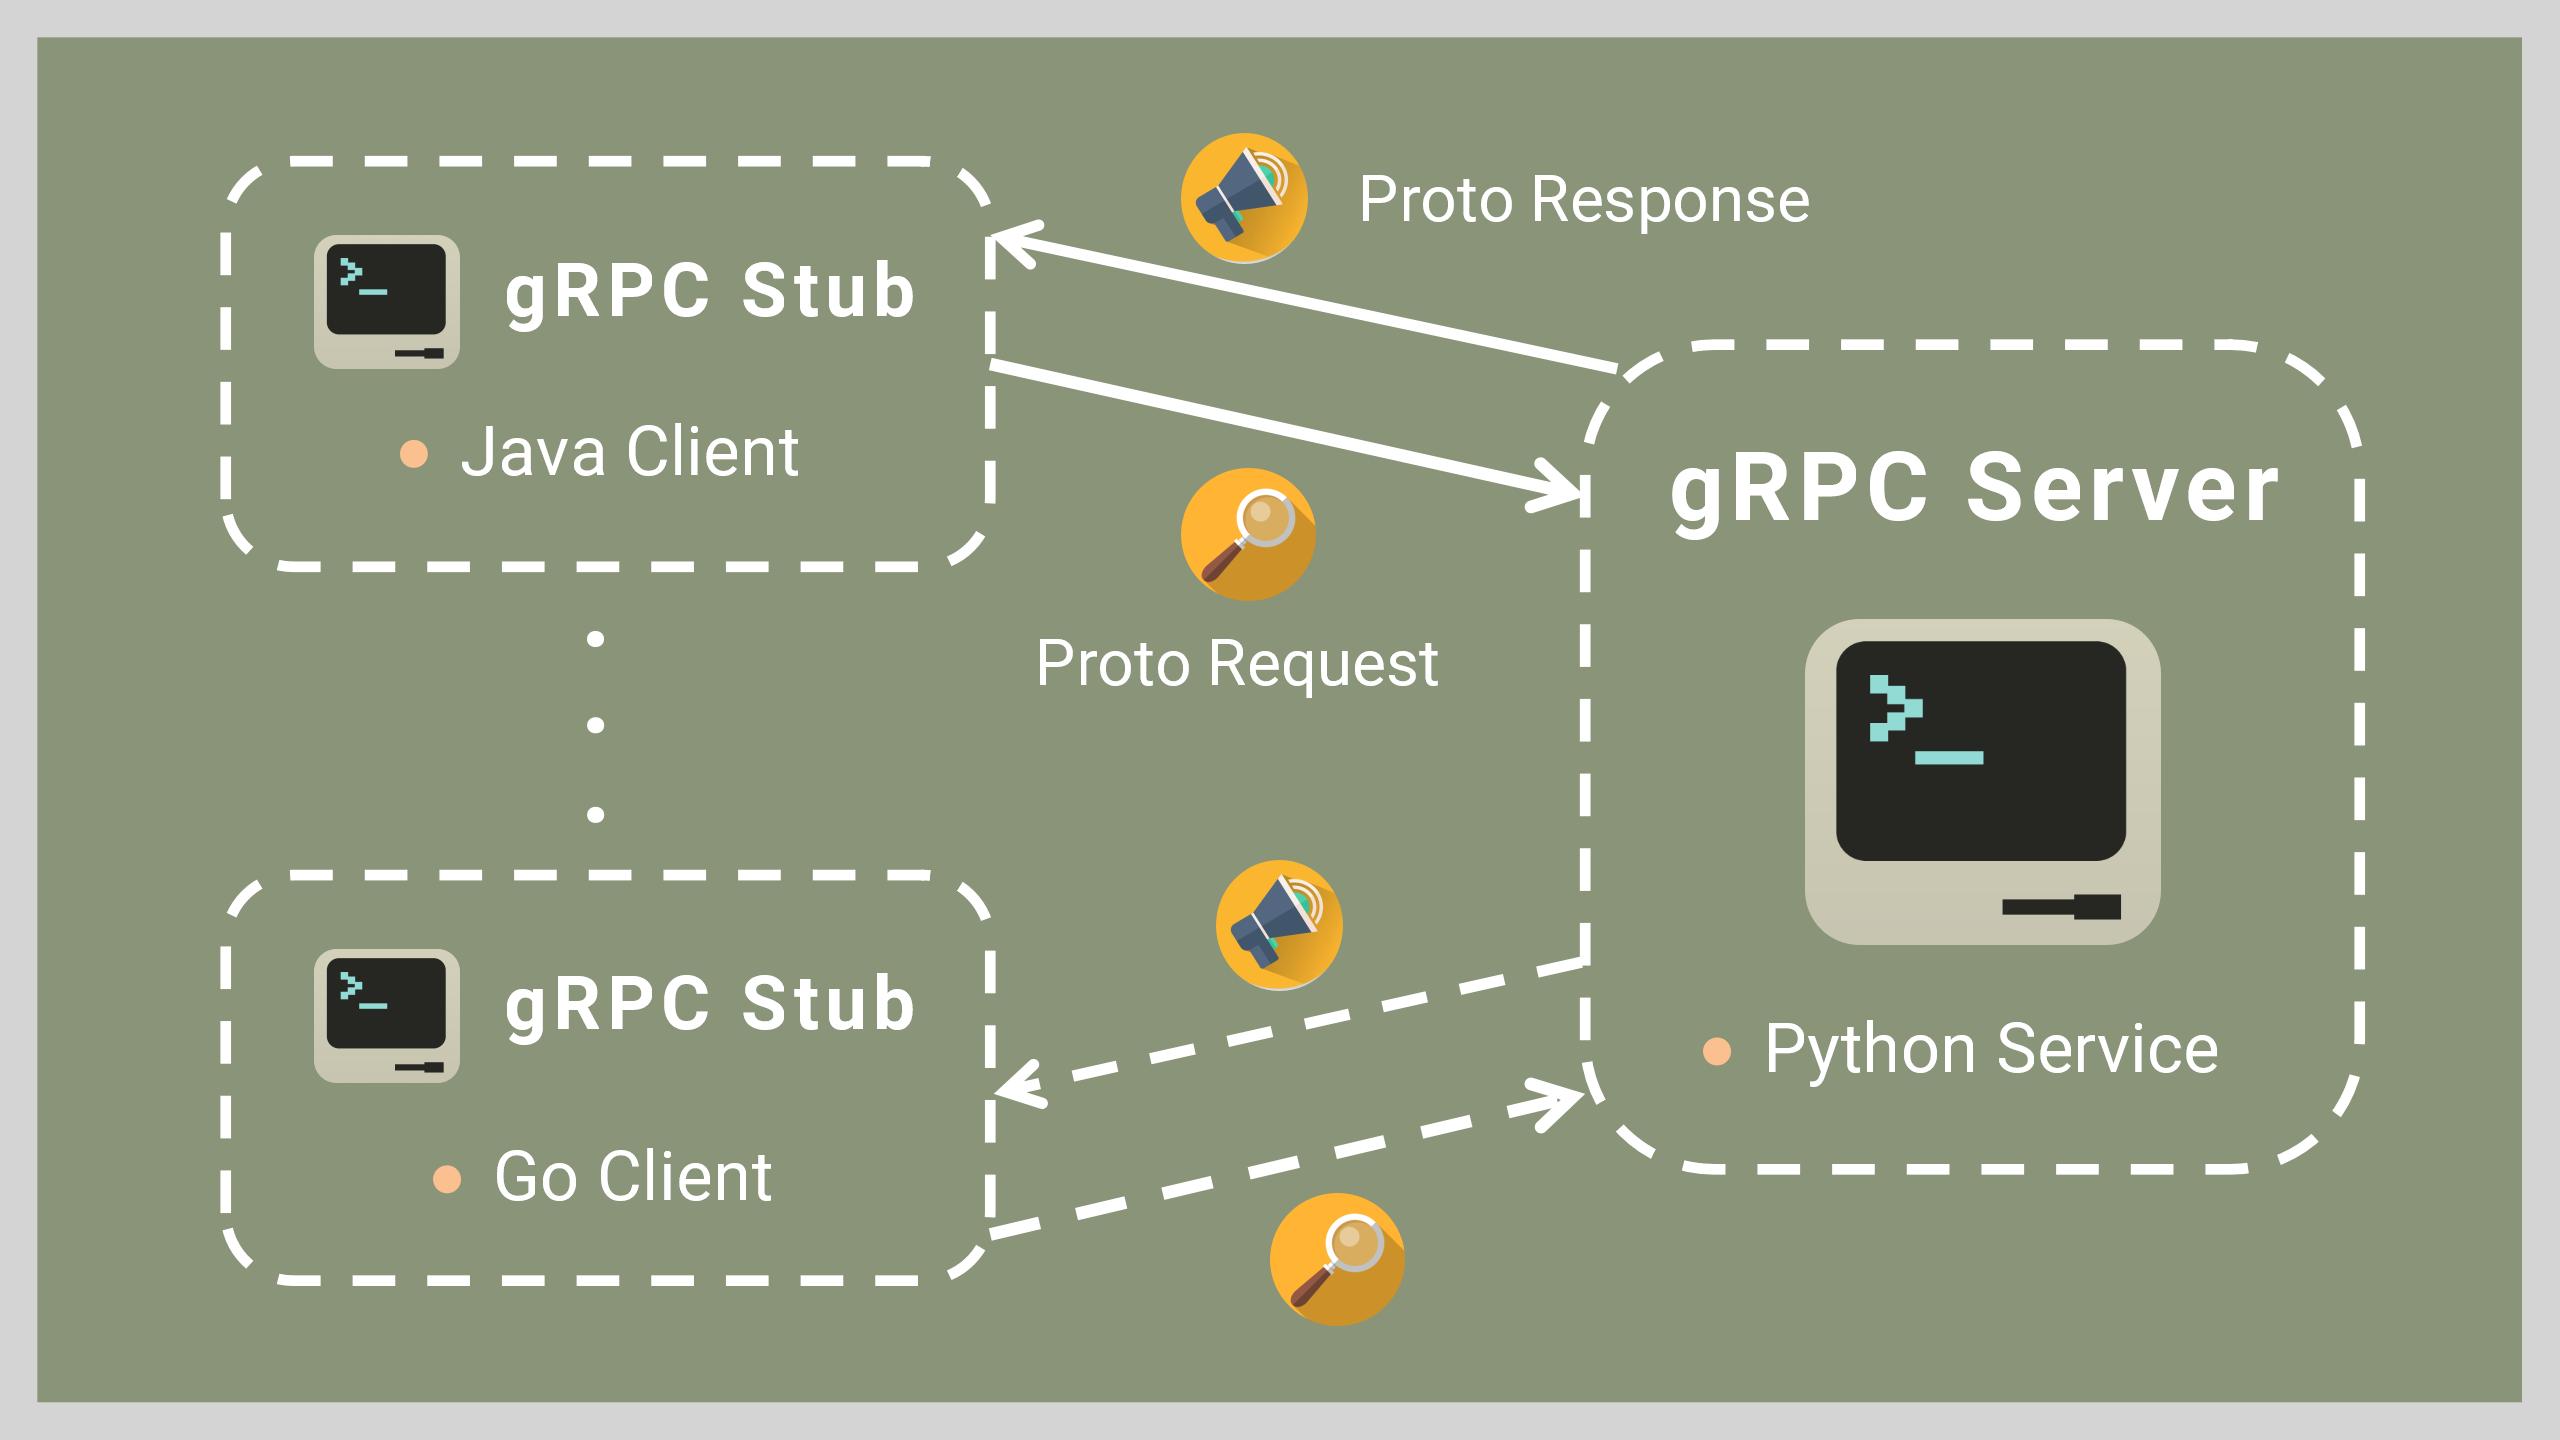 Proto Response
gRPC Stub
Java Client
gRPC Server
Proto Request
gRPC Stub
Python Service
Go Client